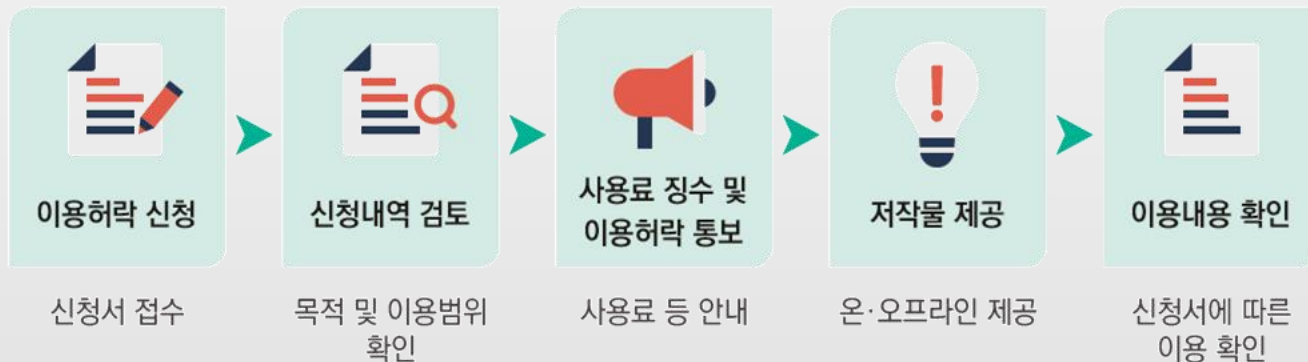 이용허락 신청
신청서 접수
신청내역 검토
목적 및 이용범위
확인
사용료 징수 및
이용허락 통보
사용료 등 안내
저작물 제공
온·오프라인 제공
이용내용 확인
신청서에 따른
이용 확인